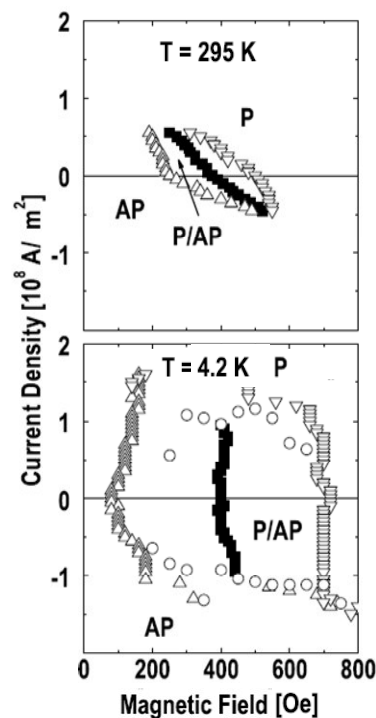 2
T = 295 K
1
P
0
AP
P/AP
-1
2
T = 4.2 K P
1
0
P/AP
-1
AP
0 200 400 600 800
Magnetic Field [Oe]
Current Density [10⁸ A/ m²]